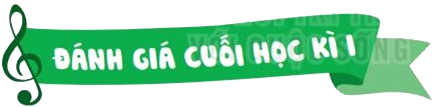 ĐÁNH GIÁ CUỐI HỌC KÌ I